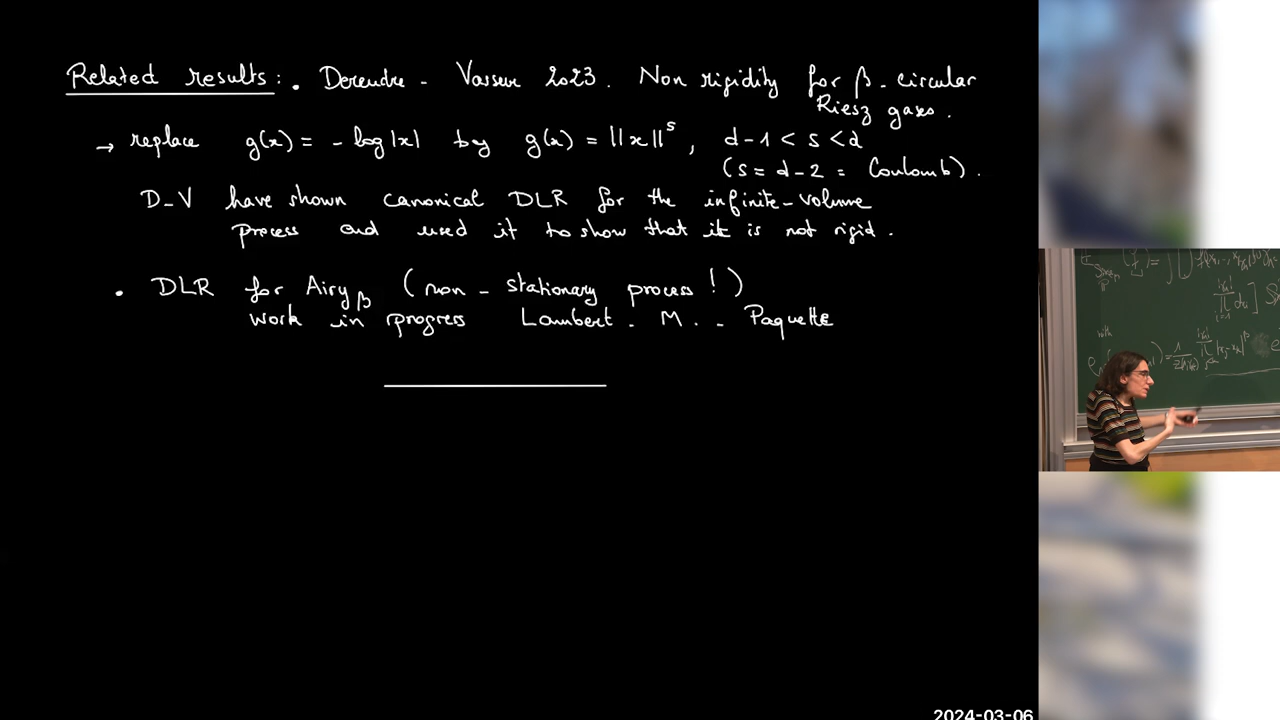 Related results: . Dereudre - Vasseur 2023. Non rigidity for β-circular
Riesz gases.
→ replace g(x) = - log|x| by g(x) = ||x||^s, d-1 < s < d
(s = d-2 = Coulomb).
D-V have shown canonical DLR for the infinite-volume
process and used it to show that it is not rigid.
. DLR for Airy_β (non-stationary process!)
work in progress Lambert. M.. - Paquette
2024-03-06